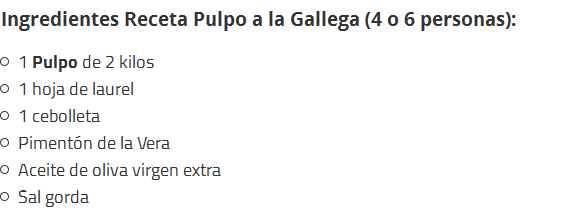 Ingredientes Receta Pulpo a la Gallega (4 o 6 personas):
1 Pulpo de 2 kilos
1 hoja de laurel
1 cebolleta
Pimentón de la Vera
Aceite de oliva virgen extra
Sal gorda